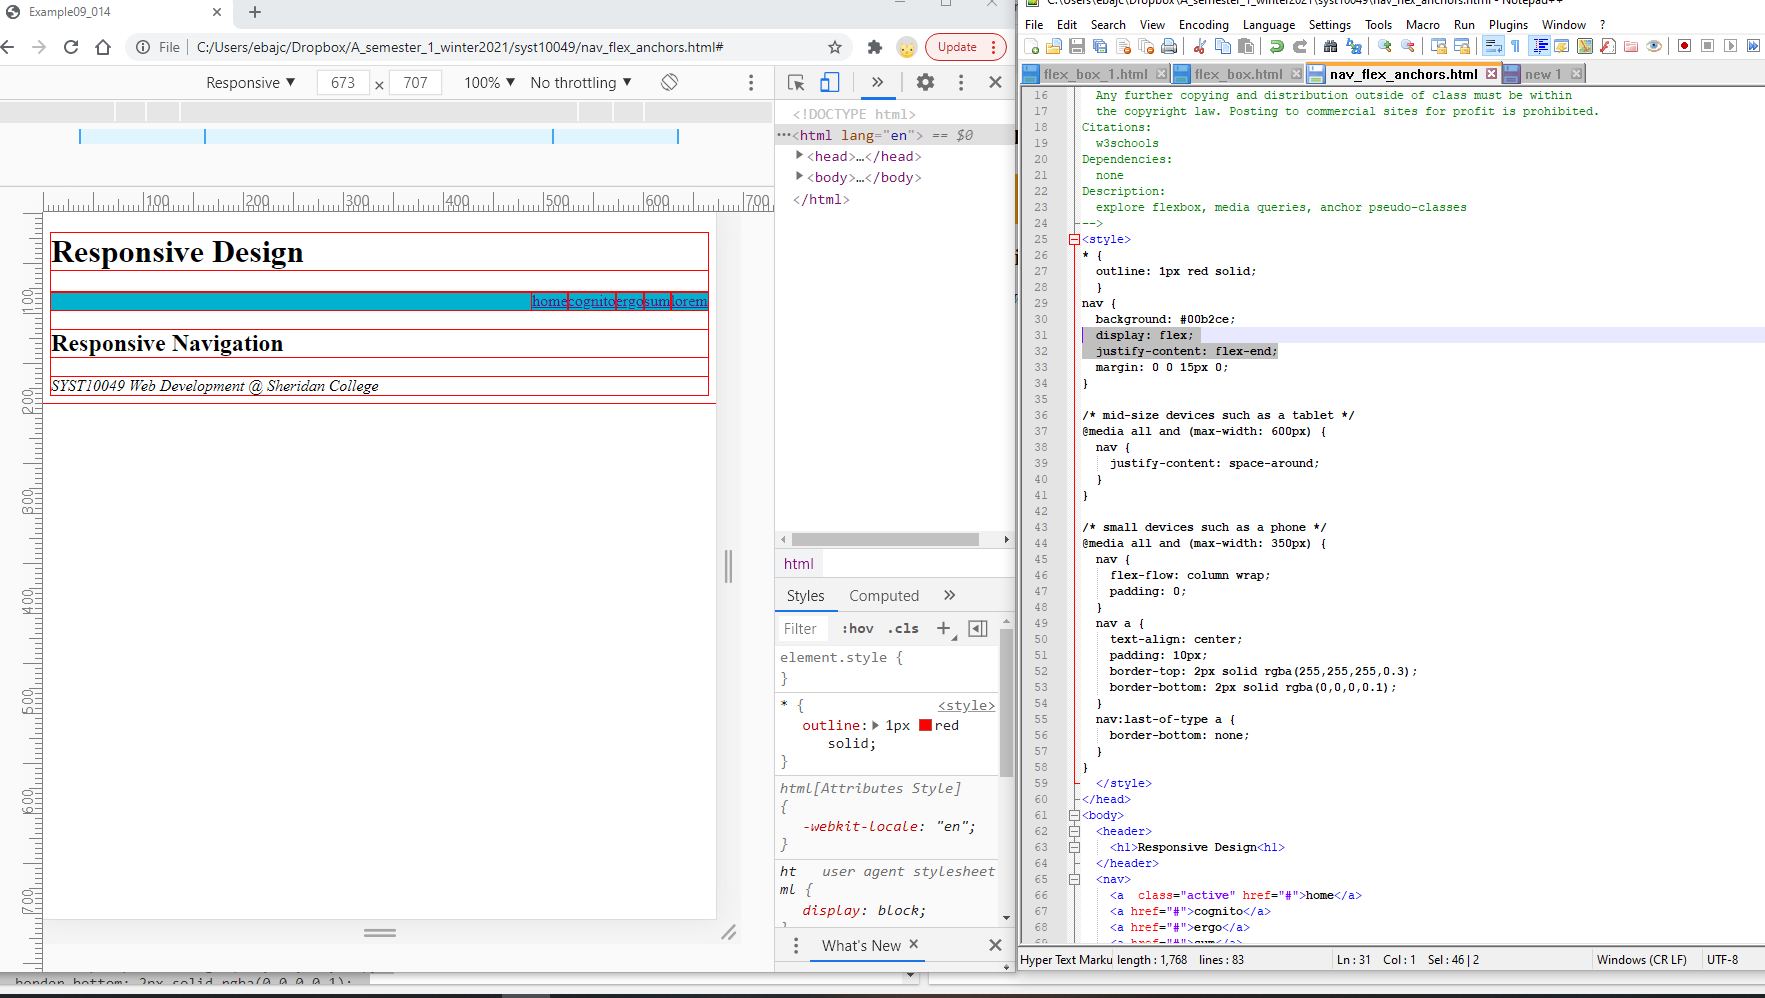 Example09_014
File
C:/Users/ebajc/Dropbox/A_semester_1_winter2021/syst10049/nav_flex_anchors.html#
Update
Responsive ▼ 673 × 707 100% ▼ No throttling ▼
100 200 300 400 500 600 700
100
200
300
400
500
600
700
Responsive Design
homecognitoergosumlorem
Responsive Navigation
SYST10049 Web Development @ Sheridan College
<!DOCTYPE html>
<html lang="en"> == $0
<head>…</head>
<body>…</body>
</html>
html
Styles Computed
Filter :hov .cls
element.style {
}
* { <style>
outline: 1px red
solid;
}
html[Attributes Style]
{
-webkit-locale: "en";
}
ht user agent stylesheet
ml {
display: block;
What's New
border-bottom: 2px solid rgba(0,0,0,0.1);
C:\Users\ebajc\Dropbox\A_semester_1_winter2021\syst10049\nav_flex_anchors.html - Notepad++
File Edit Search View Encoding Language Settings Tools Macro Run Plugins Window ?
flex_box_1.html flex_box.html nav_flex_anchors.html new 1
16 Any further copying and distribution outside of class must be within
17 the copyright law. Posting to commercial sites for profit is prohibited.
18 Citations:
19 w3schools
20 Dependencies:
21 none
22 Description:
23 explore flexbox, media queries, anchor pseudo-classes
24 -->
25 <style>
26 * {
27 outline: 1px red solid;
28 }
29 nav {
30 background: #00b2ce;
31 display: flex;
32 justify-content: flex-end;
33 margin: 0 0 15px 0;
34 }
35
36 /* mid-size devices such as a tablet */
37 @media all and (max-width: 600px) {
38 nav {
39 justify-content: space-around;
40 }
41 }
42
43 /* small devices such as a phone */
44 @media all and (max-width: 350px) {
45 nav {
46 flex-flow: column wrap;
47 padding: 0;
48 }
49 nav a {
50 text-align: center;
51 padding: 10px;
52 border-top: 2px solid rgba(255,255,255,0.3);
53 border-bottom: 2px solid rgba(0,0,0,0.1);
54 }
55 nav:last-of-type a {
56 border-bottom: none;
57 }
58 }
59 </style>
60 </head>
61 <body>
62 <header>
63 <h1>Responsive Design<h1>
64 </header>
65 <nav>
66 <a class="active" href="#">home</a>
67 <a href="#">cognito</a>
68 <a href="#">ergo</a>
69 <a href="#">sum</a>
Hyper Text Marku length : 1,768 lines : 83 Ln : 31 Col : 1 Sel : 46 | 2 Windows (CR LF) UTF-8